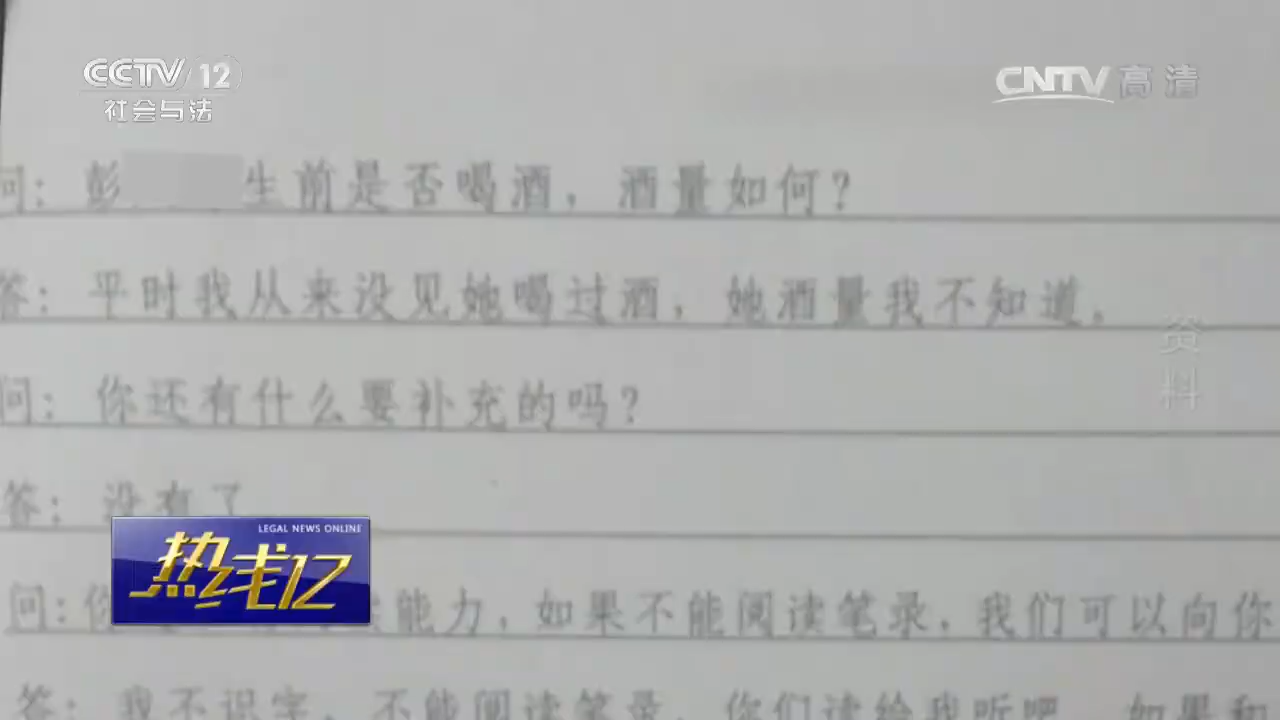 CCTV 12
社会与法
CNTV 高清
问：彭 生前是否喝酒，酒量如何？
答：平时我从来没见她喝过酒，她酒量我不知道。
资料
问：你还有什么要补充的吗？
答：没有了
LEGAL NEWS ONLINE
热线12
问：你 能力，如果不能阅读笔录，我们可以向你
答：我不识字，不能阅读笔录，你们读给我听吧，如果和